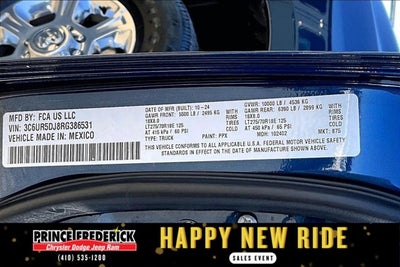 MFD BY: FCA US LLC
VIN: 3C6UR5DJ8RG386531
VEHICLE MADE IN: MEXICO
DATE OF MFR (BUILT) 10-24
GAWR FRONT 5500 LB / 2495 KG
18X8.0
LT275/70R18E 125
AT 415 kPa / 60 PSI
TYPE: TRUCK
PAINT: PPX
GVWR: 10000 LB / 4536 KG
GAWR REAR 6390 LB / 2899 KG
18X8.0
LT275/70R18E 125
AT 450 kPa / 65 PSI
MDH: 102402
MKT: 875
THIS VEHICLE CONFORMS TO ALL APPLICABLE U.S.A. FEDERAL MOTOR VEHICLE SAFETY
STANDARDS IN EFFECT ON THE DATE OF MANUFACTURE SHOWN ABOVE.
PRINCE FREDERICK
Chrysler Dodge Jeep Ram
(410) 535-1200
HAPPY NEW RIDE
SALES EVENT